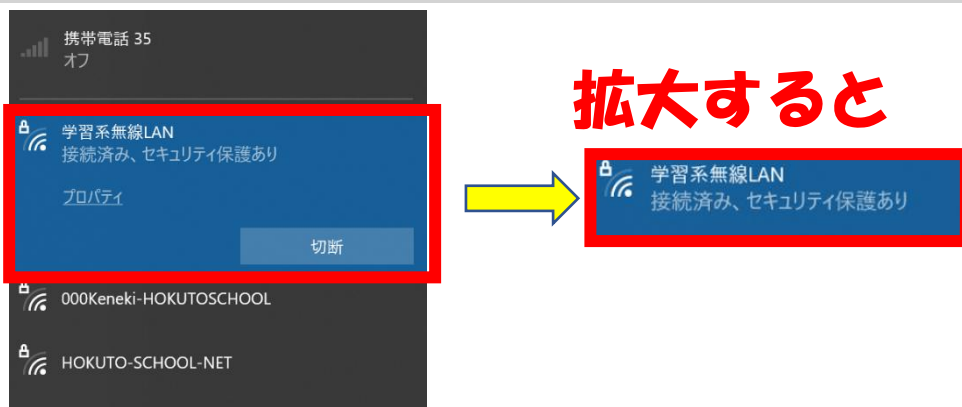 携帯電話 35
オフ
学習系無線LAN
接続済み、セキュリティ保護あり
プロパティ
切断
000Keneki-HOKUTOSCHOOL
HOKUTO-SCHOOL-NET
拡大すると
学習系無線LAN
接続済み、セキュリティ保護あり